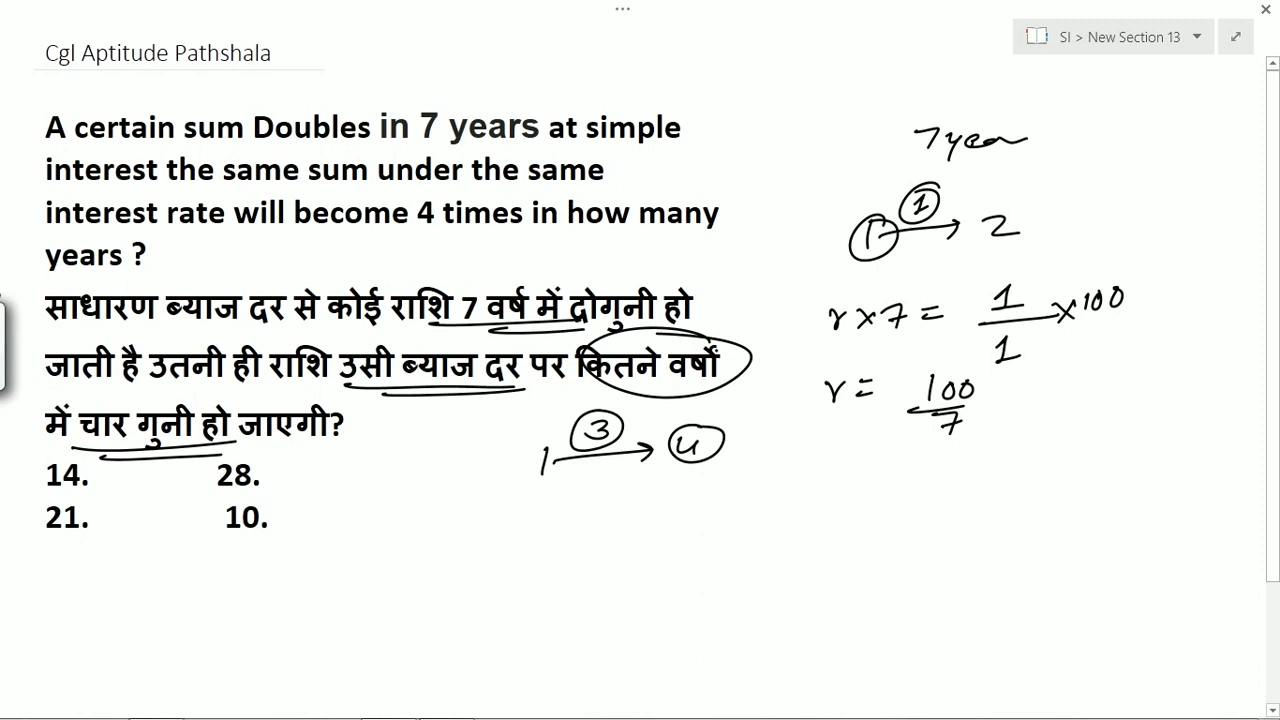 Cgl Aptitude Pathshala
SI > New Section 13
A certain sum Doubles in 7 years at simple
interest the same sum under the same
interest rate will become 4 times in how many
years ?
साधारण ब्याज दर से कोई राशि 7 वर्ष में दोगुनी हो
जाती है उतनी ही राशि उसी ब्याज दर पर कितने वर्षों
में चार गुनी हो जाएगी?
14. 28.
21. 10.
1 3 4
7 year
1 1 2
r x 7 = 1/1 x 100
r = 100/7